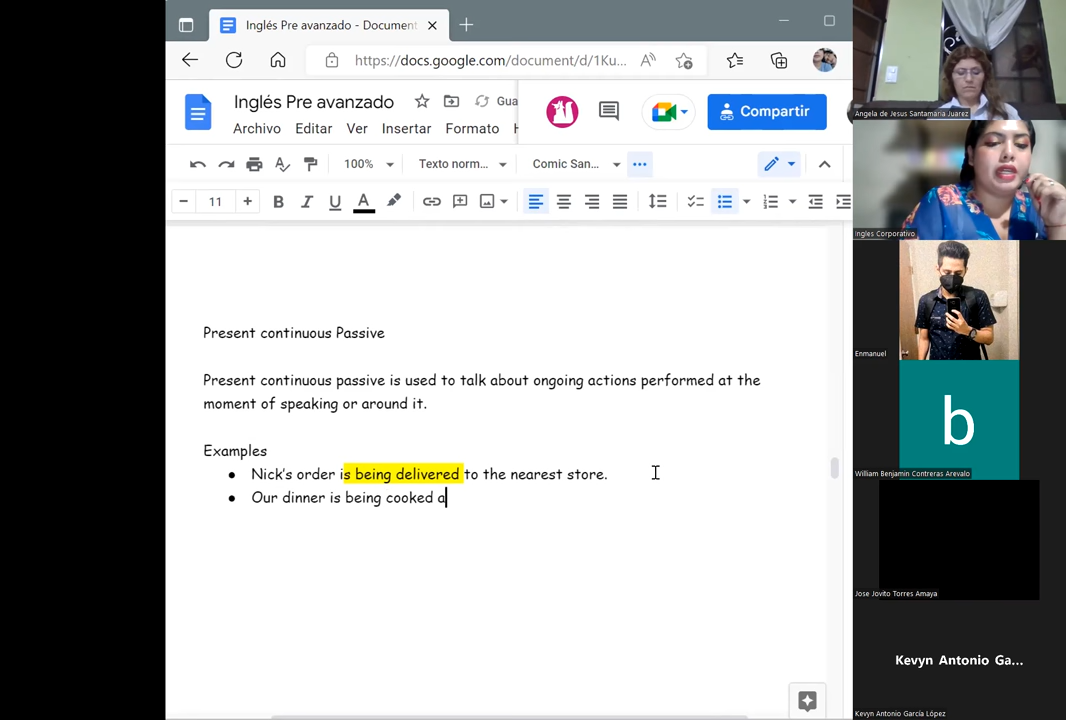 Inglés Pre avanzado - Document
https://docs.google.com/document/d/1Ku...
Inglés Pre avanzado
Gua
Compartir
Archivo Editar Ver Insertar Formato
100% Texto norm... Comic San...
11 B I U A
Present continuous Passive
Present continuous passive is used to talk about ongoing actions performed at the
moment of speaking or around it.
Examples
● Nick's order is being delivered to the nearest store.
● Our dinner is being cooked a
Angela de Jesus Santamaria Juarez
Ingles Corporativo
Enmanuel
b
William Benjamin Contreras Arevalo
Jose Jovito Torres Amaya
Kevyn Antonio Ga...
Kevyn Antonio García López